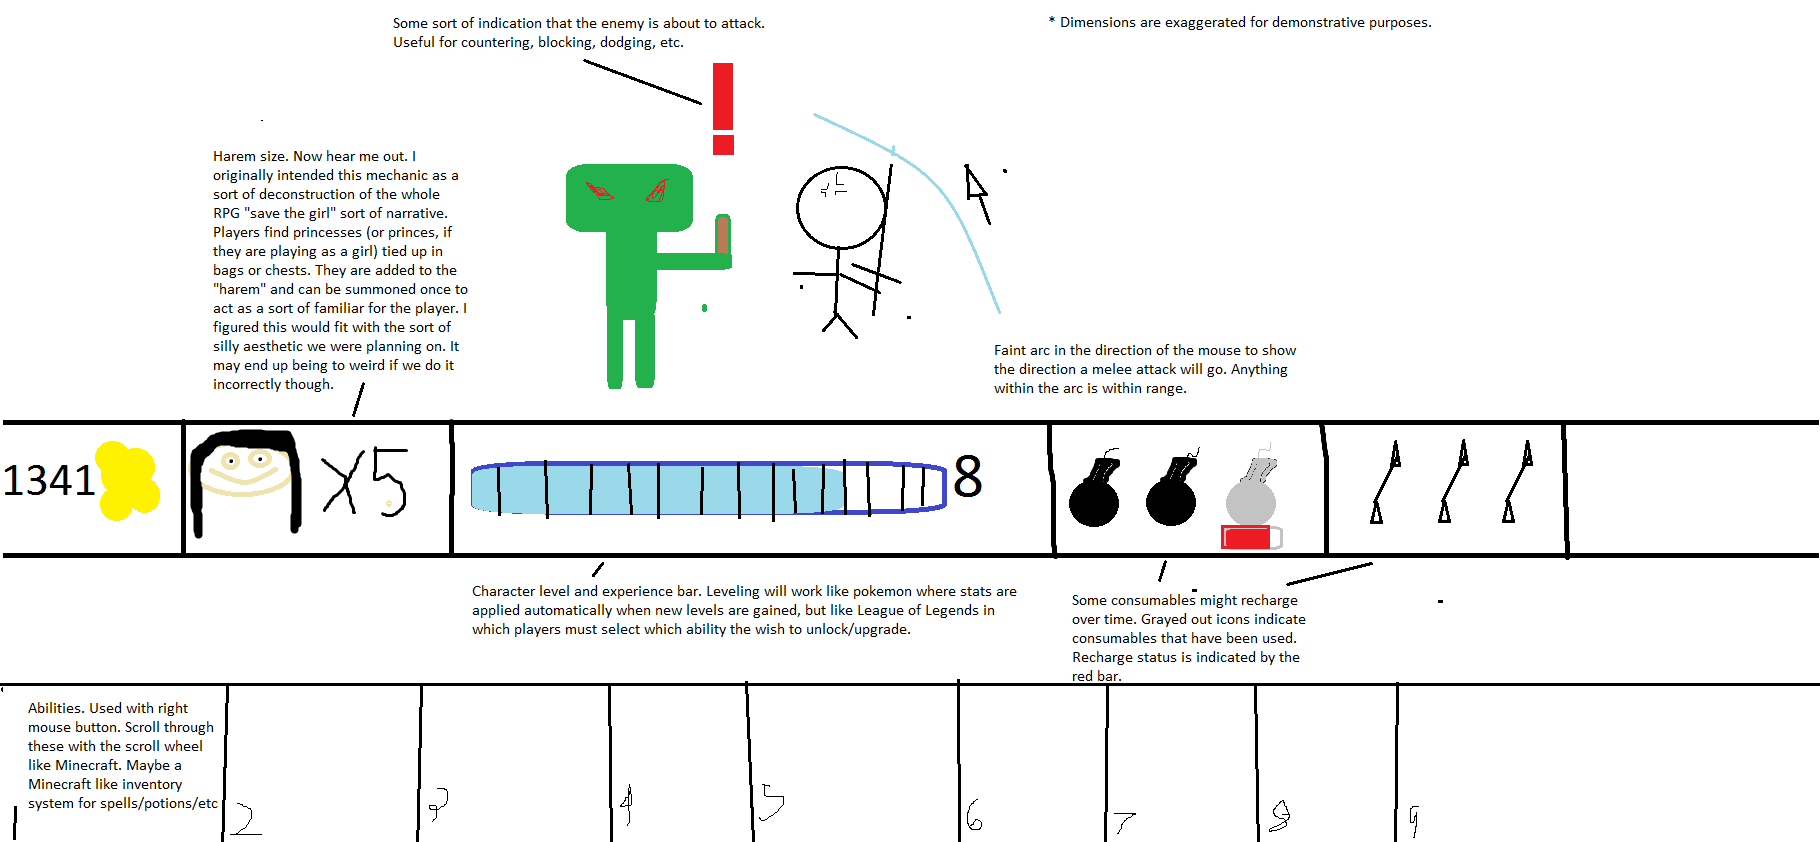 Some sort of indication that the enemy is about to attack.
Useful for countering, blocking, dodging, etc.
* Dimensions are exaggerated for demonstrative purposes.
Harem size. Now hear me out. I
originally intended this mechanic as a
sort of deconstruction of the whole
RPG "save the girl" sort of narrative.
Players find princesses (or princes, if
they are playing as a girl) tied up in
bags or chests. They are added to the
"harem" and can be summoned once to
act as a sort of familiar for the player. I
figured this would fit with the sort of
silly aesthetic we were planning on. It
may end up being to weird if we do it
incorrectly though.
!
Faint arc in the direction of the mouse to show
the direction a melee attack will go. Anything
within the arc is within range.
1341
X5
8
Character level and experience bar. Leveling will work like pokemon where stats are
applied automatically when new levels are gained, but like League of Legends in
which players must select which ability the wish to unlock/upgrade.
Some consumables might recharge
over time. Grayed out icons indicate
consumables that have been used.
Recharge status is indicated by the
red bar.
Abilities. Used with right
mouse button. Scroll through
these with the scroll wheel
like Minecraft. Maybe a
Minecraft like inventory
system for spells/potions/etc
1 2 3 4 5 6 7 8 9